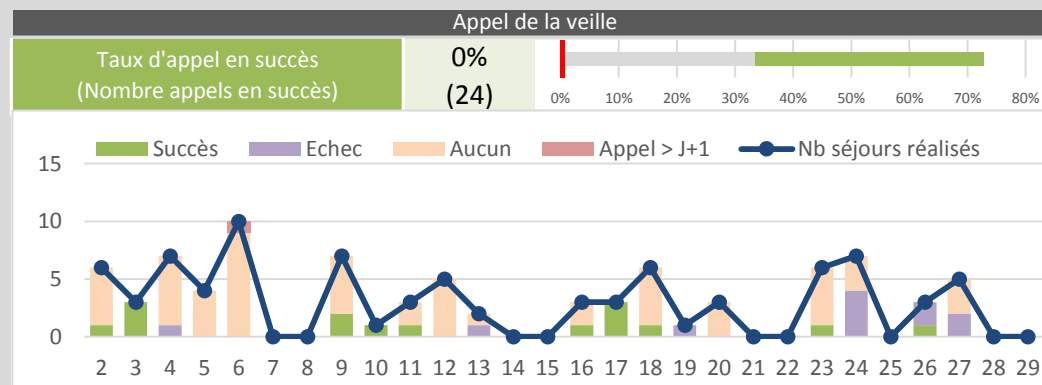 Appel de la veille
Taux d'appel en succès
(Nombre appels en succès)
0%
(24)
0% 10% 20% 30% 40% 50% 60% 70% 80%
Succès Echec Aucun Appel > J+1 Nb séjours réalisés
15
10
5
0
2 3 4 5 6 7 8 9 10 11 12 13 14 15 16 17 18 19 20 21 22 23 24 25 26 27 28 29